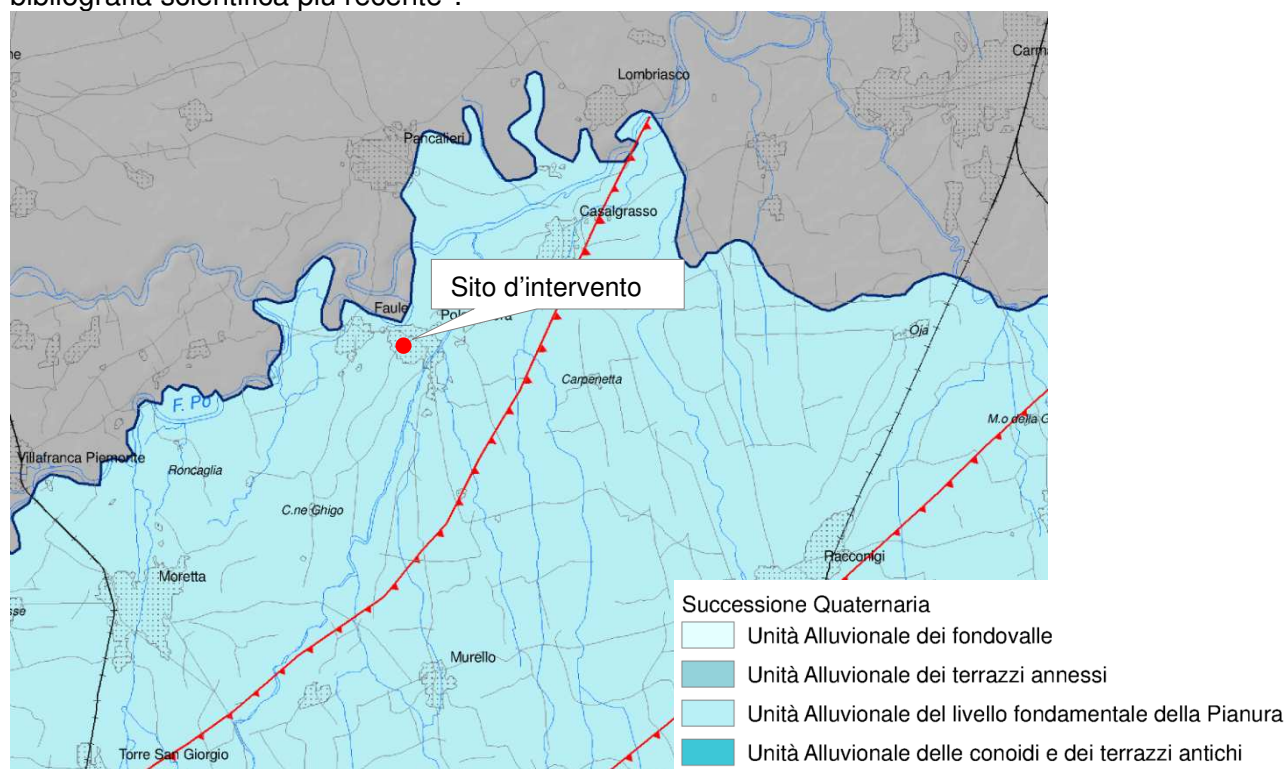 bibliografia scientifica più recente".
Lombriasco
Pancalieri
Casalgrasso
Sito d'intervento
Faule
Oja
Carpenetta
F. Po
Villafranca Piemonte
Roncaglia
C.ne Ghigo
Racconigi
Moretta
Murello
Torre San Giorgio
Successione Quaternaria
Unità Alluvionale dei fondovalle
Unità Alluvionale dei terrazzi annessi
Unità Alluvionale del livello fondamentale della Pianura
Unità Alluvionale delle conoidi e dei terrazzi antichi